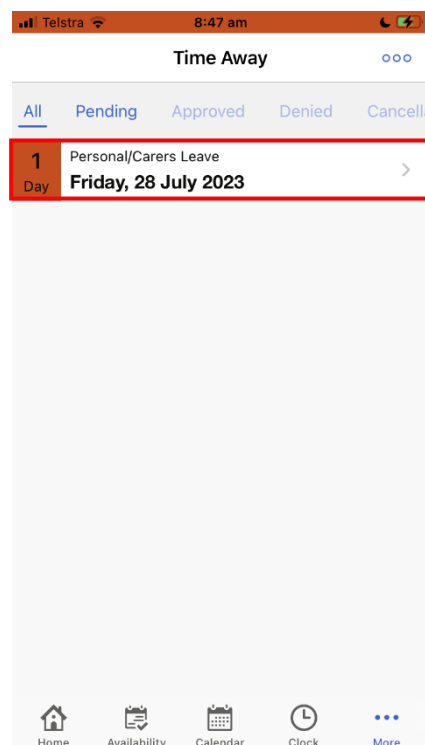 Telstra 8:47 am
Time Away
All Pending Approved Denied Cancell
1 Personal/Carers Leave
Day Friday, 28 July 2023
Home Availability Calendar Clock More